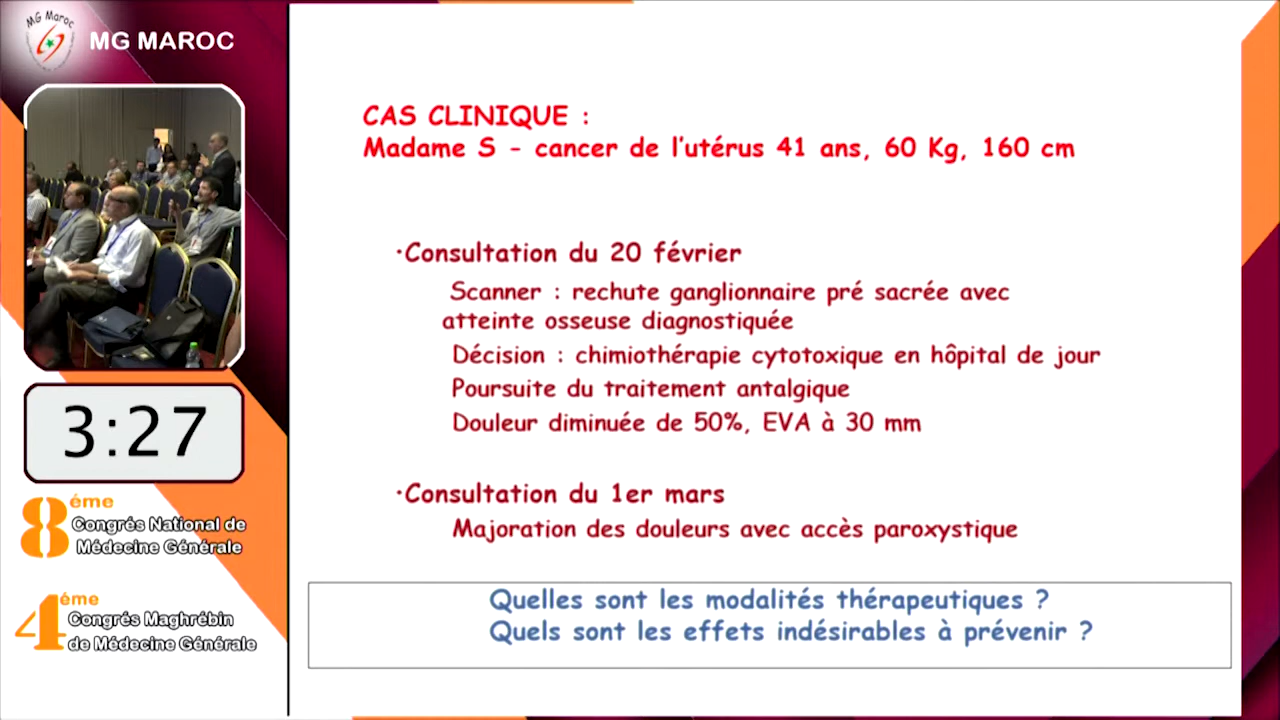 MG Maroc
MG MAROC
3:27
8éme
Congrés National de
Médecine Générale
4éme
Congrés Maghrébin
de Médecine Générale
CAS CLINIQUE :
Madame S - cancer de l'utérus 41 ans, 60 Kg, 160 cm
·Consultation du 20 février
Scanner : rechute ganglionnaire pré sacrée avec
atteinte osseuse diagnostiquée
Décision : chimiothérapie cytotoxique en hôpital de jour
Poursuite du traitement antalgique
Douleur diminuée de 50%, EVA à 30 mm
·Consultation du 1er mars
Majoration des douleurs avec accès paroxystique
Quelles sont les modalités thérapeutiques ?
Quels sont les effets indésirables à prévenir ?